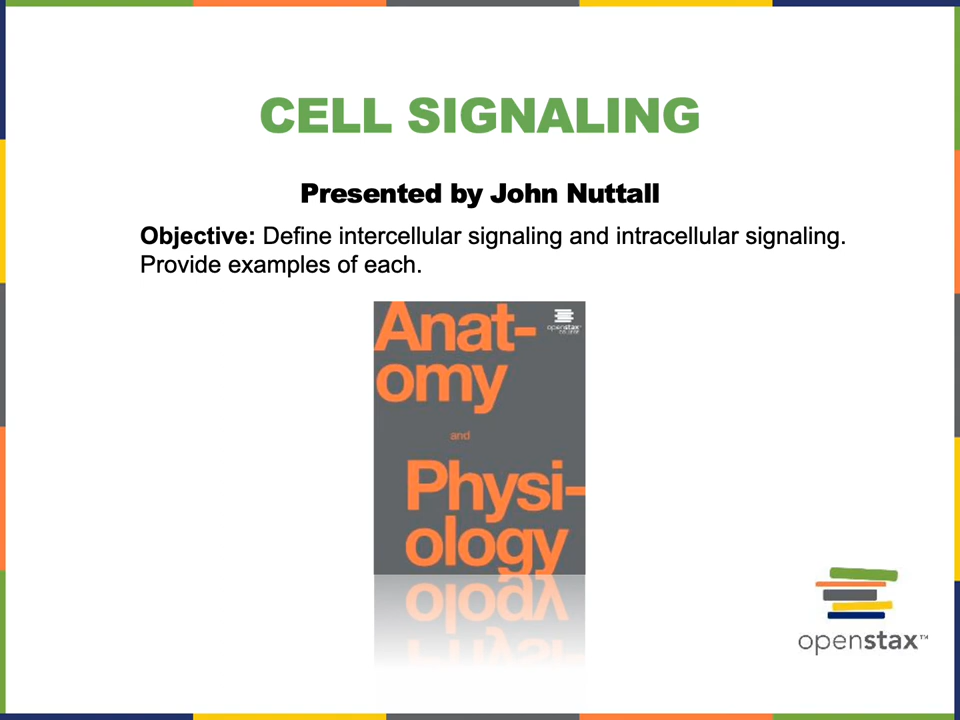 CELL SIGNALING
Presented by John Nuttall
Objective: Define intercellular signaling and intracellular signaling.
Provide examples of each.
Anat-
openstax
omy
and
Physi-
ology
openstax™